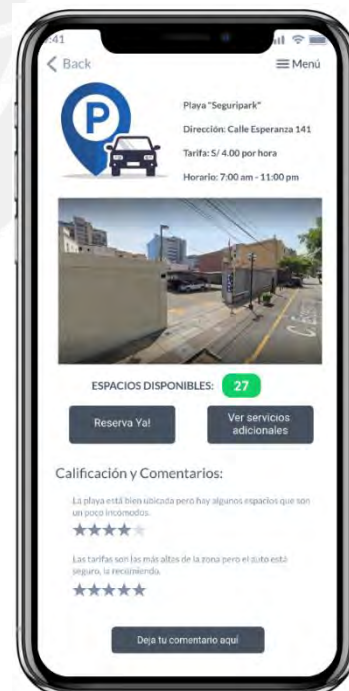 :41
Back
Menú
P
Playa "Seguripark"
Dirección: Calle Esperanza 141
Tarifa: S/ 4.00 por hora
Horario: 7:00 am - 11:00 pm
ESPACIOS DISPONIBLES: 27
Reserva Ya!
Ver servicios
adicionales
Calificación y Comentarios:
La playa está bien ubicada pero hay algunos espacios que son
un poco incomodos.
Las tarifas son las más altas de la zona pero el auto está
seguro, la recomiendo.
Deja tu comentario aquí